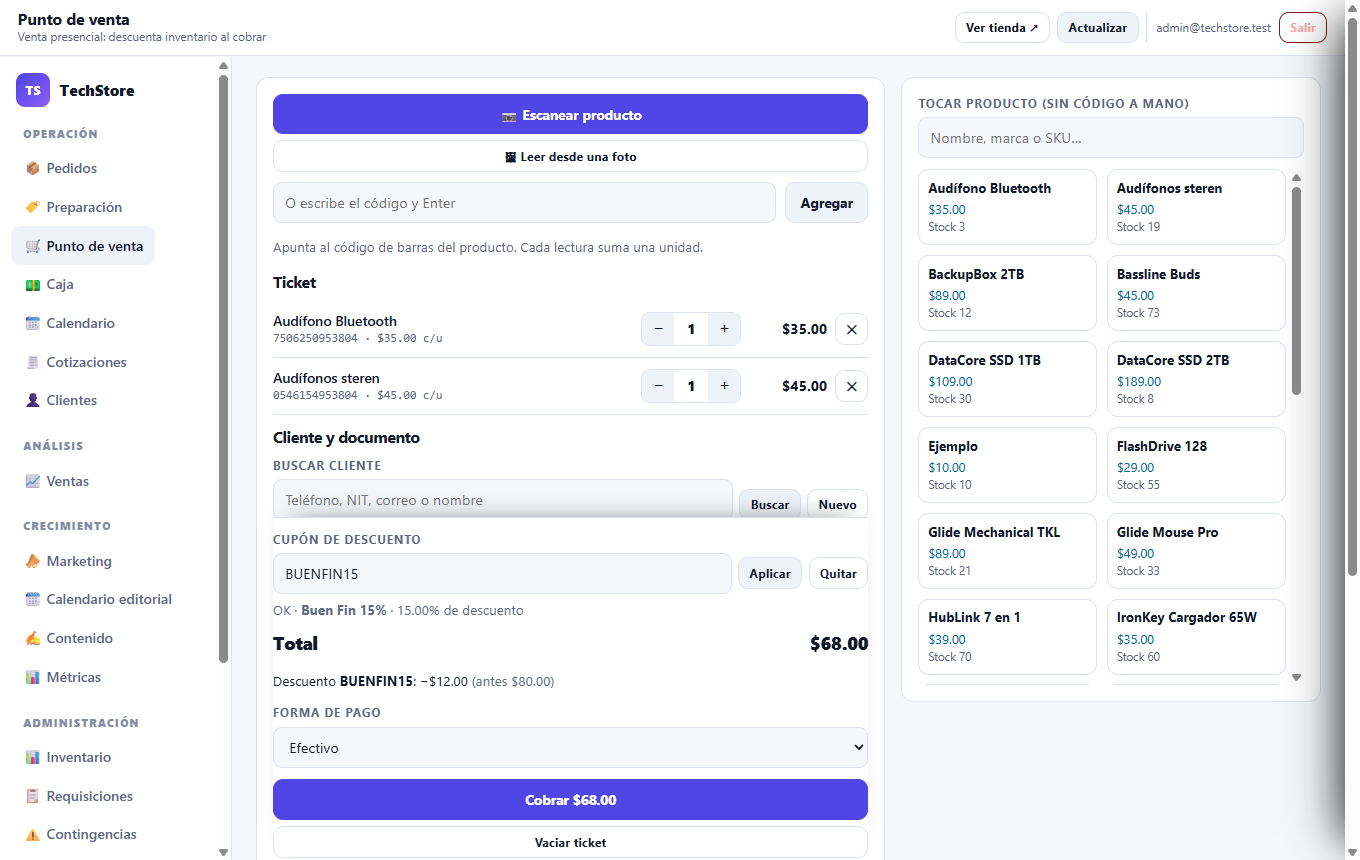 Punto de venta
Venta presencial: descuenta inventario al cobrar
Ver tienda ↗
Actualizar
admin@techstore.test
Salir
TS TechStore
OPERACIÓN
Pedidos
Preparación
Punto de venta
Caja
Calendario
Cotizaciones
Clientes
ANÁLISIS
Ventas
CRECIMIENTO
Marketing
Calendario editorial
Contenido
Métricas
ADMINISTRACIÓN
Inventario
Requisiciones
Contingencias
Escanear producto
Leer desde una foto
O escribe el código y Enter
Agregar
Apunta al código de barras del producto. Cada lectura suma una unidad.
Ticket
Audífono Bluetooth
7506250953804 · $35.00 c/u
− 1 + $35.00 ✕
Audífonos steren
0546154953804 · $45.00 c/u
− 1 + $45.00 ✕
Cliente y documento
BUSCAR CLIENTE
Teléfono, NIT, correo o nombre
Buscar
Nuevo
CUPÓN DE DESCUENTO
BUENFIN15
Aplicar
Quitar
OK · Buen Fin 15% · 15.00% de descuento
Total $68.00
Descuento BUENFIN15: −$12.00 (antes $80.00)
FORMA DE PAGO
Efectivo
Cobrar $68.00
Vaciar ticket
TOCAR PRODUCTO (SIN CÓDIGO A MANO)
Nombre, marca o SKU...
Audífono Bluetooth
$35.00
Stock 3
Audífonos steren
$45.00
Stock 19
BackupBox 2TB
$89.00
Stock 12
Bassline Buds
$45.00
Stock 73
DataCore SSD 1TB
$109.00
Stock 30
DataCore SSD 2TB
$189.00
Stock 8
Ejemplo
$10.00
Stock 10
FlashDrive 128
$29.00
Stock 55
Glide Mechanical TKL
$89.00
Stock 21
Glide Mouse Pro
$49.00
Stock 33
HubLink 7 en 1
$39.00
Stock 70
IronKey Cargador 65W
$35.00
Stock 60